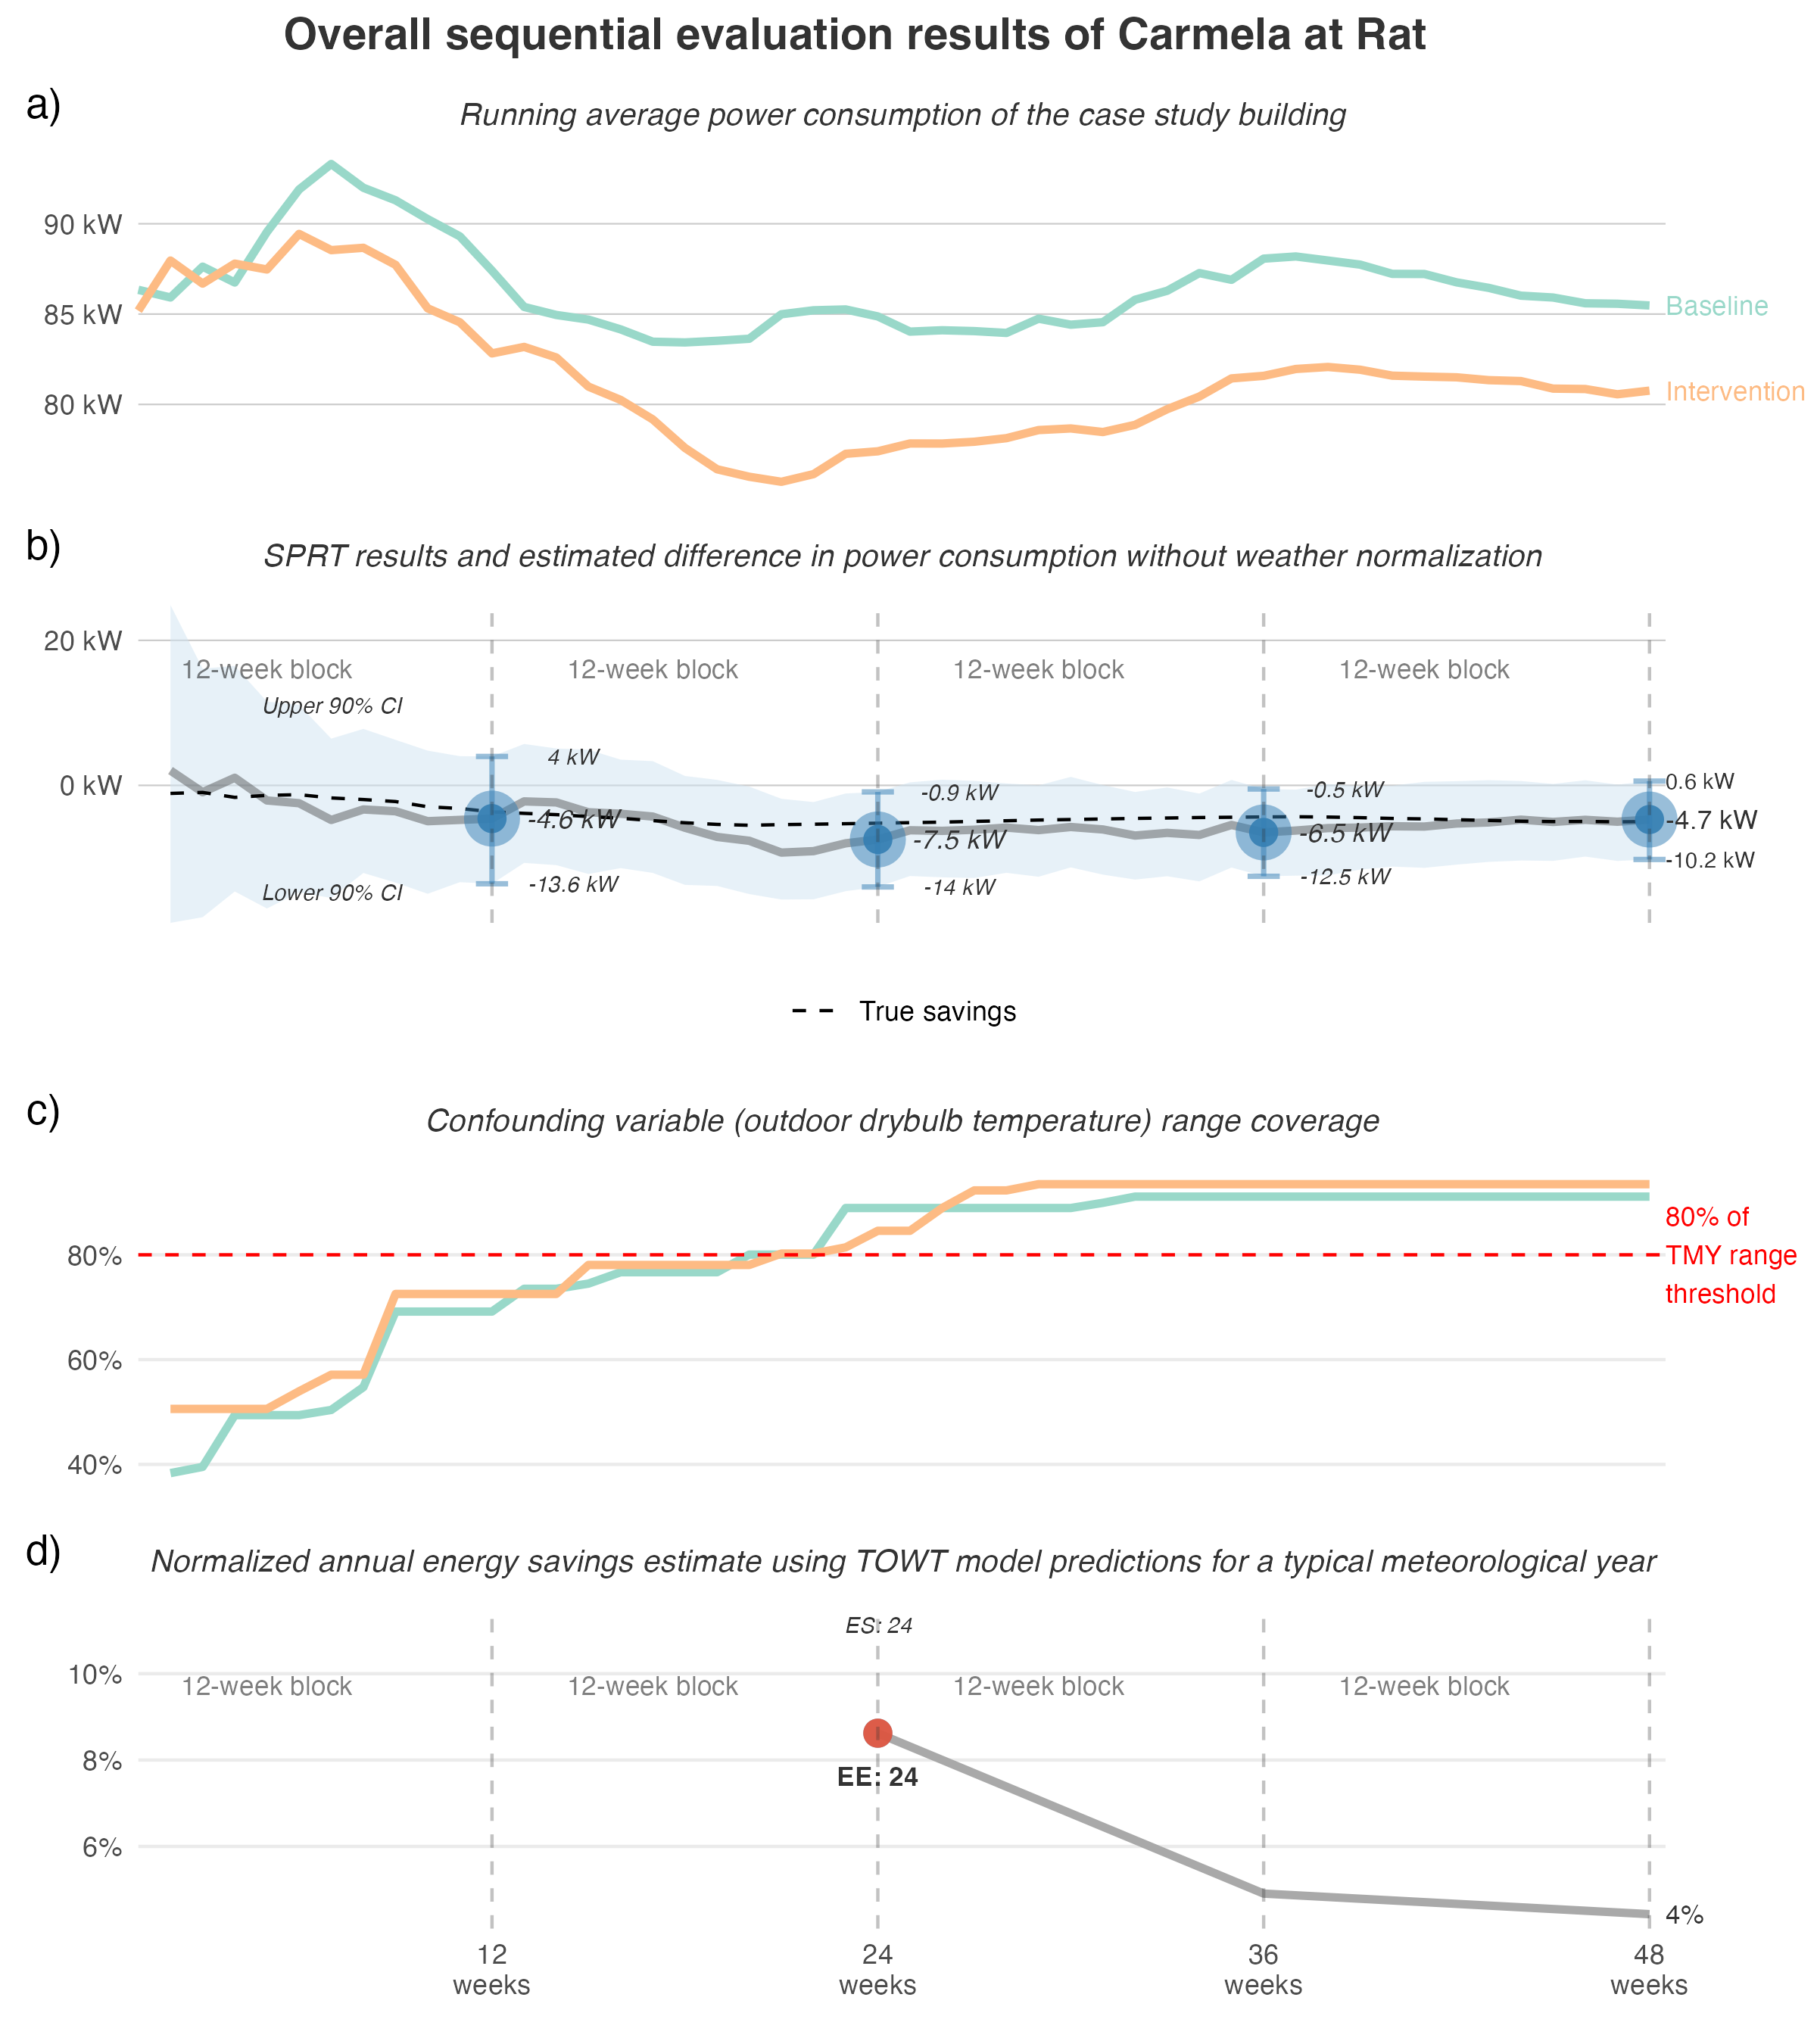 Overall sequential evaluation results of Carmela at Rat
a)
Running average power consumption of the case study building
90 kW
85 kW
80 kW
Baseline
Intervention
b)
SPRT results and estimated difference in power consumption without weather normalization
20 kW
0 kW
12-week block
12-week block
12-week block
12-week block
Upper 90% CI
Lower 90% CI
4 kW
-4.6 kW
-13.6 kW
-0.9 kW
-7.5 kW
-14 kW
-0.5 kW
-6.5 kW
-12.5 kW
0.6 kW
-4.7 kW
-10.2 kW
True savings
c)
Confounding variable (outdoor drybulb temperature) range coverage
80%
60%
40%
80% of
TMY range
threshold
d)
Normalized annual energy savings estimate using TOWT model predictions for a typical meteorological year
ES: 24
10%
8%
6%
12-week block
12-week block
12-week block
12-week block
EE: 24
4%
12
weeks
24
weeks
36
weeks
48
weeks